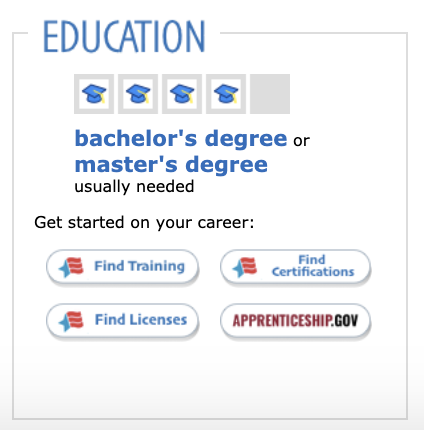 EDUCATION
bachelor's degree or
master's degree
usually needed
Get started on your career:
Find Training
Find
Certifications
Find Licenses
APPRENTICESHIP.GOV